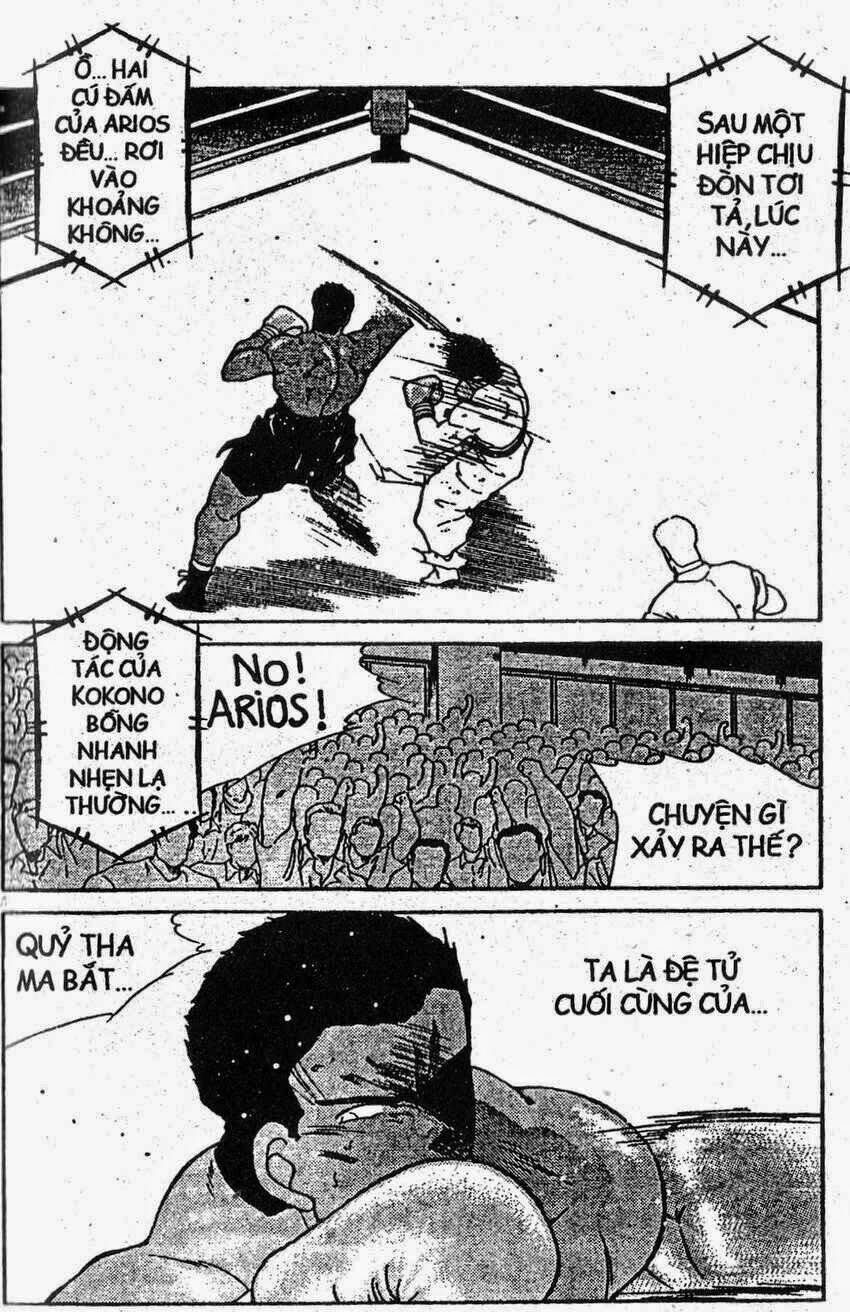 Ồ... HAI
CÚ ĐẤM
CỦA ARIOS
ĐỀU... RƠI
VÀO
KHOẢNG
KHÔNG...
SAU MỘT
HIỆP CHỊU
ĐÒN TƠI
TẢ, LÚC
NÀY...
ĐỘNG
TÁC CỦA
KOKONO
BỖNG
NHANH
NHẸN LẠ
THƯỜNG...
NO!
ARIOS!
CHUYỆN GÌ
XẢY RA THẾ?
QUỶ THA
MA BẮT...
TA LÀ ĐỆ TỬ
CUỐI CÙNG CỦA...